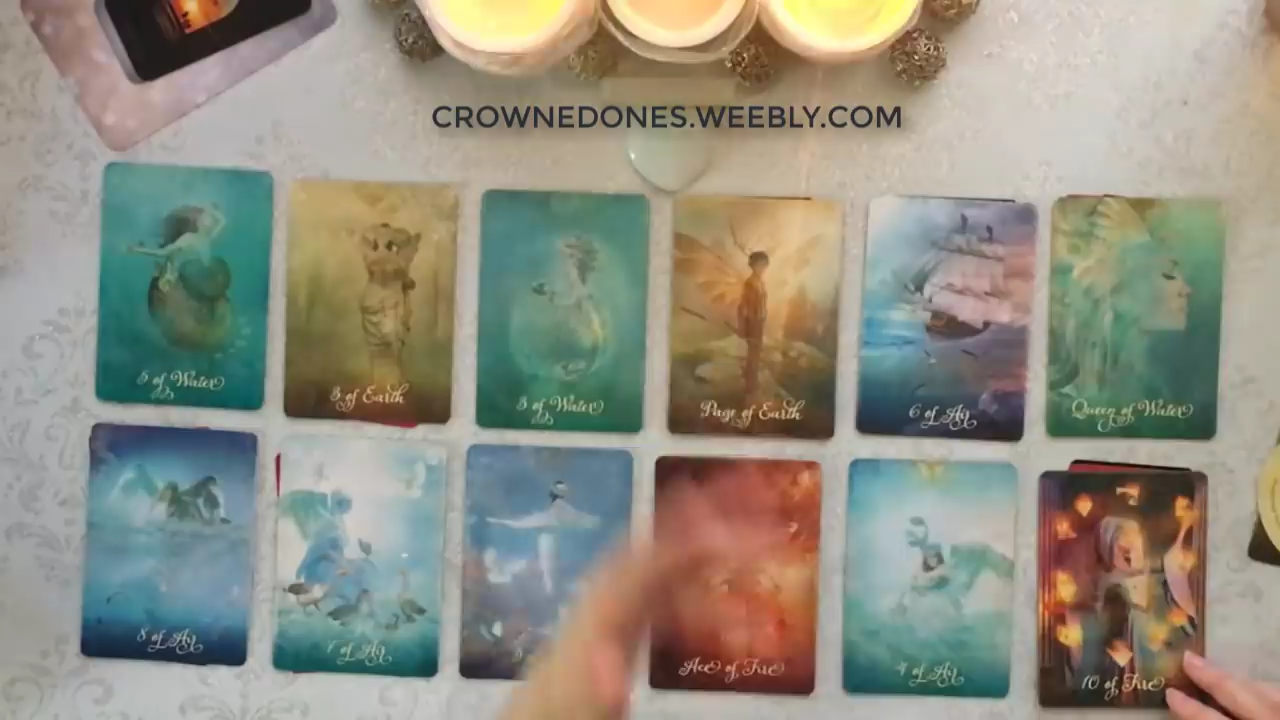 CROWNEDONES.WEEBLY.COM
5 of Water
3 of Earth
3 of Water
Page of Earth
6 of Air
Queen of Water
8 of Air
7 of Air
Ace of Fire
4 of Air
10 of Fire